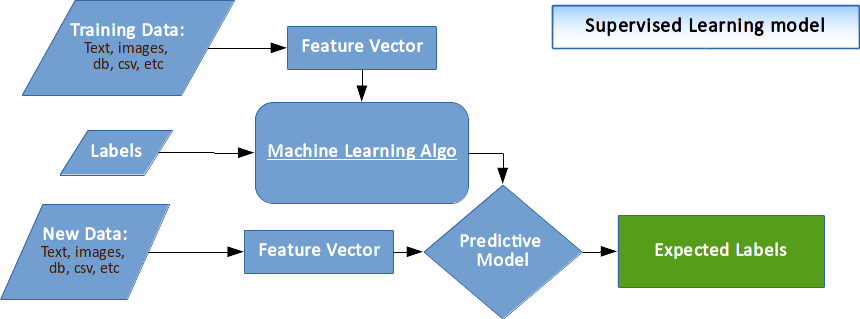 Supervised Learning model
Training Data:
Text, images,
db, csv, etc
Feature Vector
Labels
Machine Learning Algo
New Data:
Text, images,
db, csv, etc
Feature Vector
Predictive
Model
Expected Labels